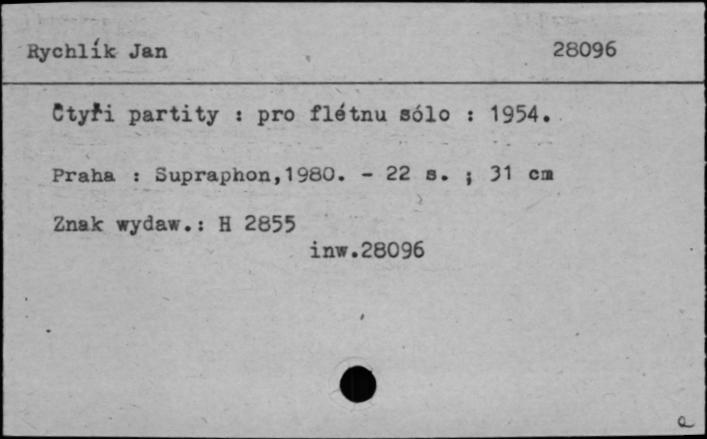 Rychlík Jan 28096
Čtyři partity : pro flétnu sólo : 1954.
Praha : Supraphon,1980. - 22 s. ; 31 cm
Znak wydaw.: H 2855
inw.28096
a